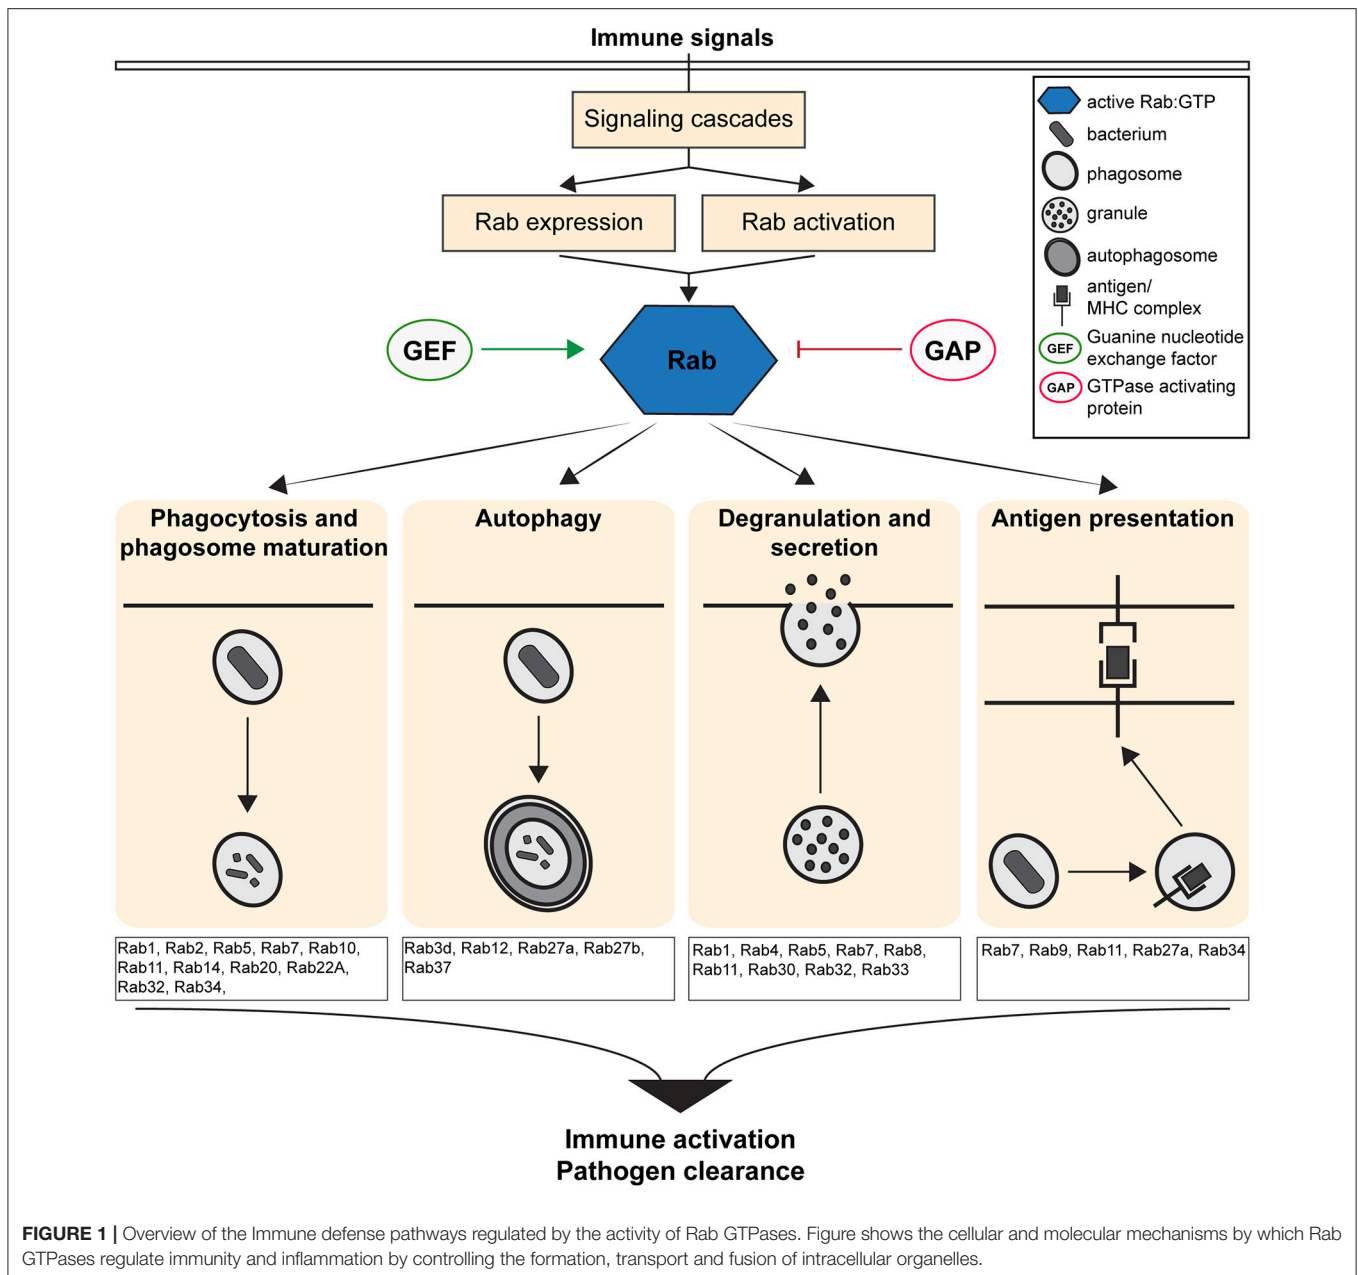 Immune signals
Signaling cascades
Rab expression
Rab activation
active Rab:GTP
bacterium
phagosome
granule
autophagosome
antigen/
MHC complex
GEF
Guanine nucleotide
exchange factor
GAP
GTPase activating
protein
GEF
Rab
GAP
Phagocytosis and
phagosome maturation
Autophagy
Degranulation and
secretion
Antigen presentation
Rab1, Rab2, Rab5, Rab7, Rab10,
Rab11, Rab14, Rab20, Rab22A,
Rab32, Rab34,
Rab3d, Rab12, Rab27a, Rab27b,
Rab37
Rab1, Rab4, Rab5, Rab7, Rab8,
Rab11, Rab30, Rab32, Rab33
Rab7, Rab9, Rab11, Rab27a, Rab34
Immune activation
Pathogen clearance
FIGURE 1 | Overview of the Immune defense pathways regulated by the activity of Rab GTPases. Figure shows the cellular and molecular mechanisms by which Rab
GTPases regulate immunity and inflammation by controlling the formation, transport and fusion of intracellular organelles.